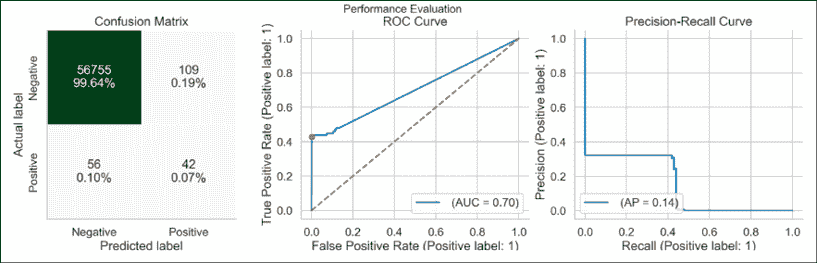 Performance Evaluation
Confusion Matrix
Actual label
Negative
Positive
56755
99.64%
109
0.19%
56
0.10%
42
0.07%
Negative
Positive
Predicted label
ROC Curve
True Positive Rate (Positive label: 1)
1.0
0.8
0.6
0.4
0.2
0.0
(AUC = 0.70)
0.0 0.2 0.4 0.6 0.8 1.0
False Positive Rate (Positive label: 1)
Precision-Recall Curve
Precision (Positive label: 1)
1.0
0.8
0.6
0.4
0.2
0.0
(AP = 0.14)
0.0 0.2 0.4 0.6 0.8 1.0
Recall (Positive label: 1)